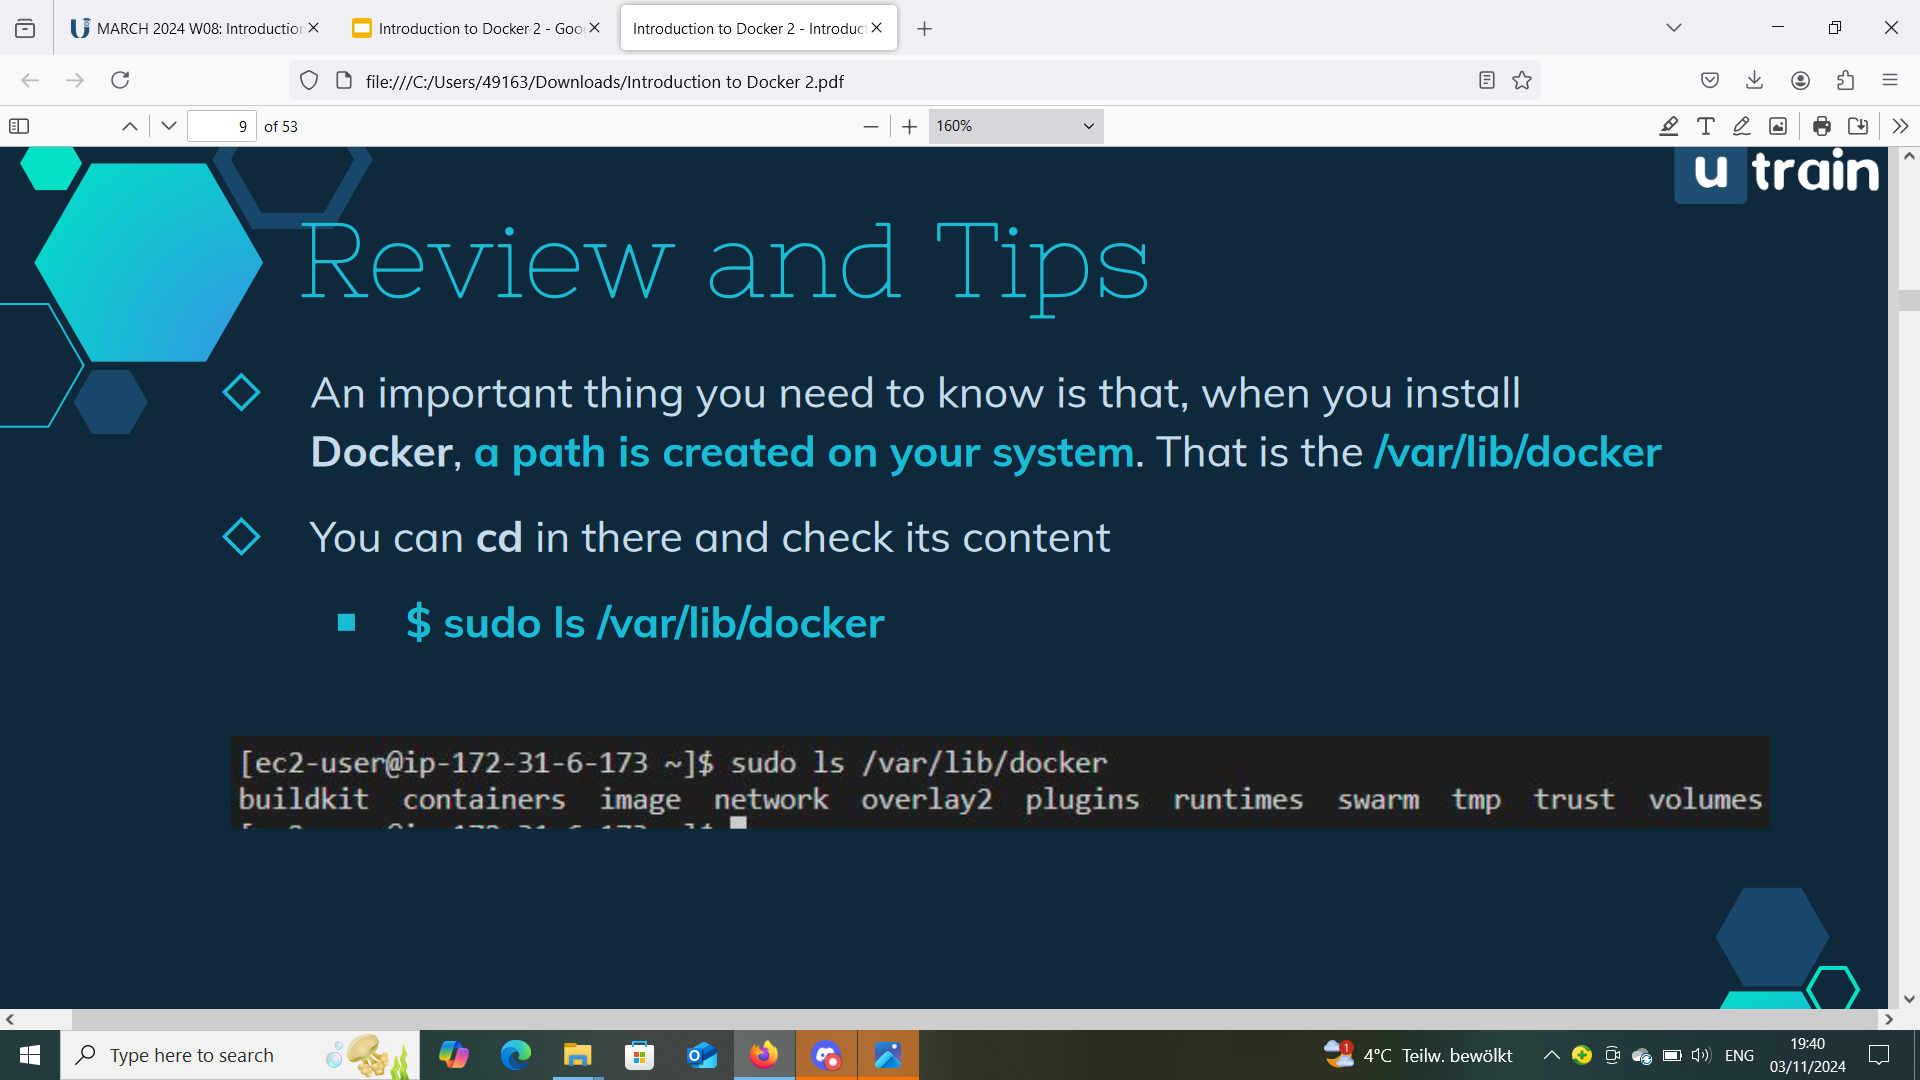 MARCH 2024 W08: Introduction
Introduction to Docker 2 - Goo
Introduction to Docker 2 - Introduc
file:///C:/Users/49163/Downloads/Introduction to Docker 2.pdf
9 of 53
160%
u train
Review and Tips
An important thing you need to know is that, when you install
Docker, a path is created on your system. That is the /var/lib/docker
You can cd in there and check its content
$ sudo ls /var/lib/docker
[ec2-user@ip-172-31-6-173 ~]$ sudo ls /var/lib/docker
buildkit containers image network overlay2 plugins runtimes swarm tmp trust volumes
Type here to search
1
4°C Teilw. bewölkt
ENG
19:40
03/11/2024